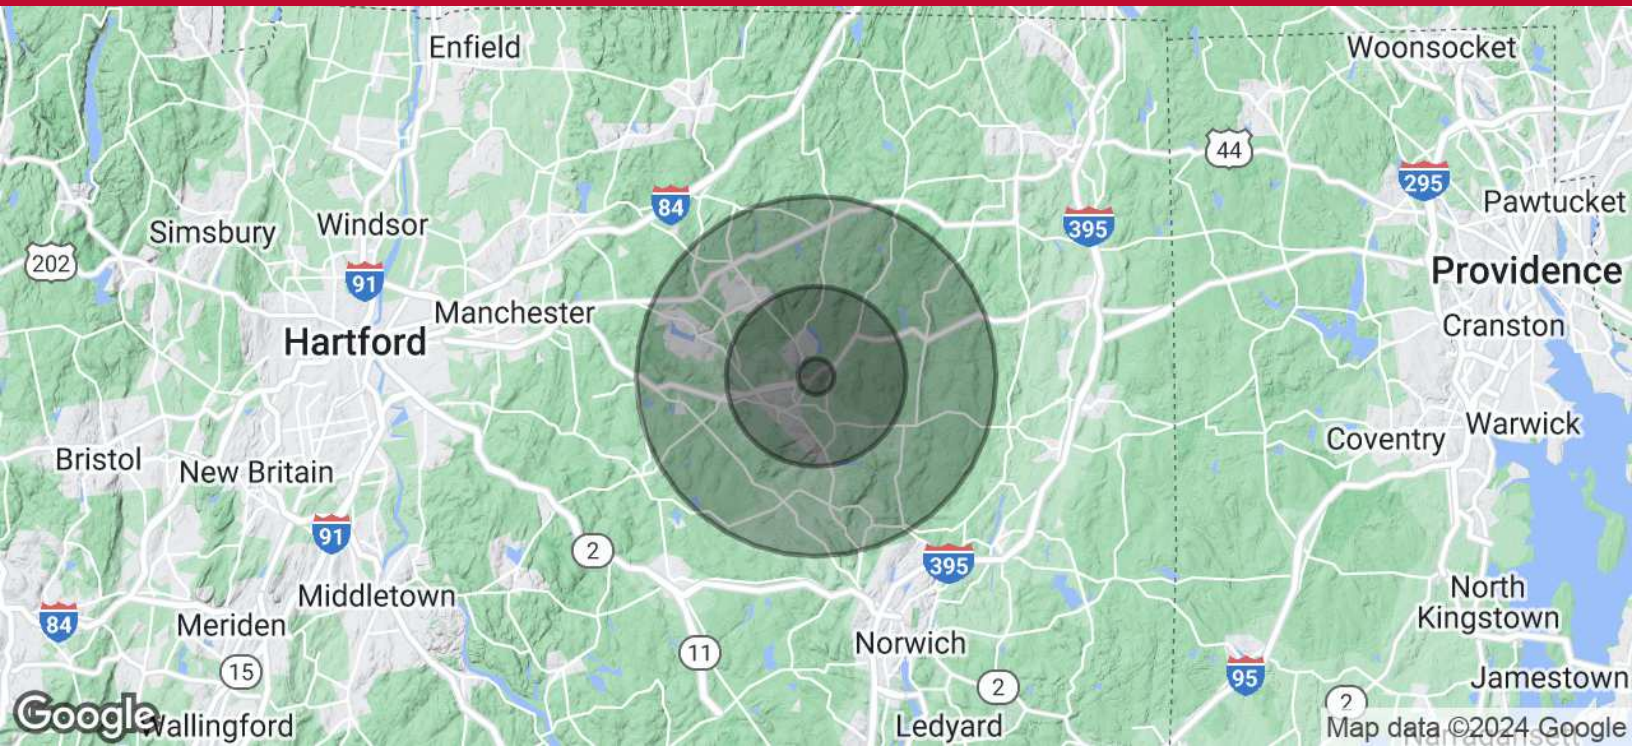 Enfield
Woonsocket
44
295
84
Pawtucket
395
Simsbury
Windsor
202
91
Providence
Manchester
Hartford
Cranston
Warwick
Coventry
Bristol
New Britain
91
2
395
North
Kingstown
Middletown
84
Meriden
Norwich
11
15
95
2
Jamestown
2
Google
Wallingford
Ledyard
Map data ©2024 Google